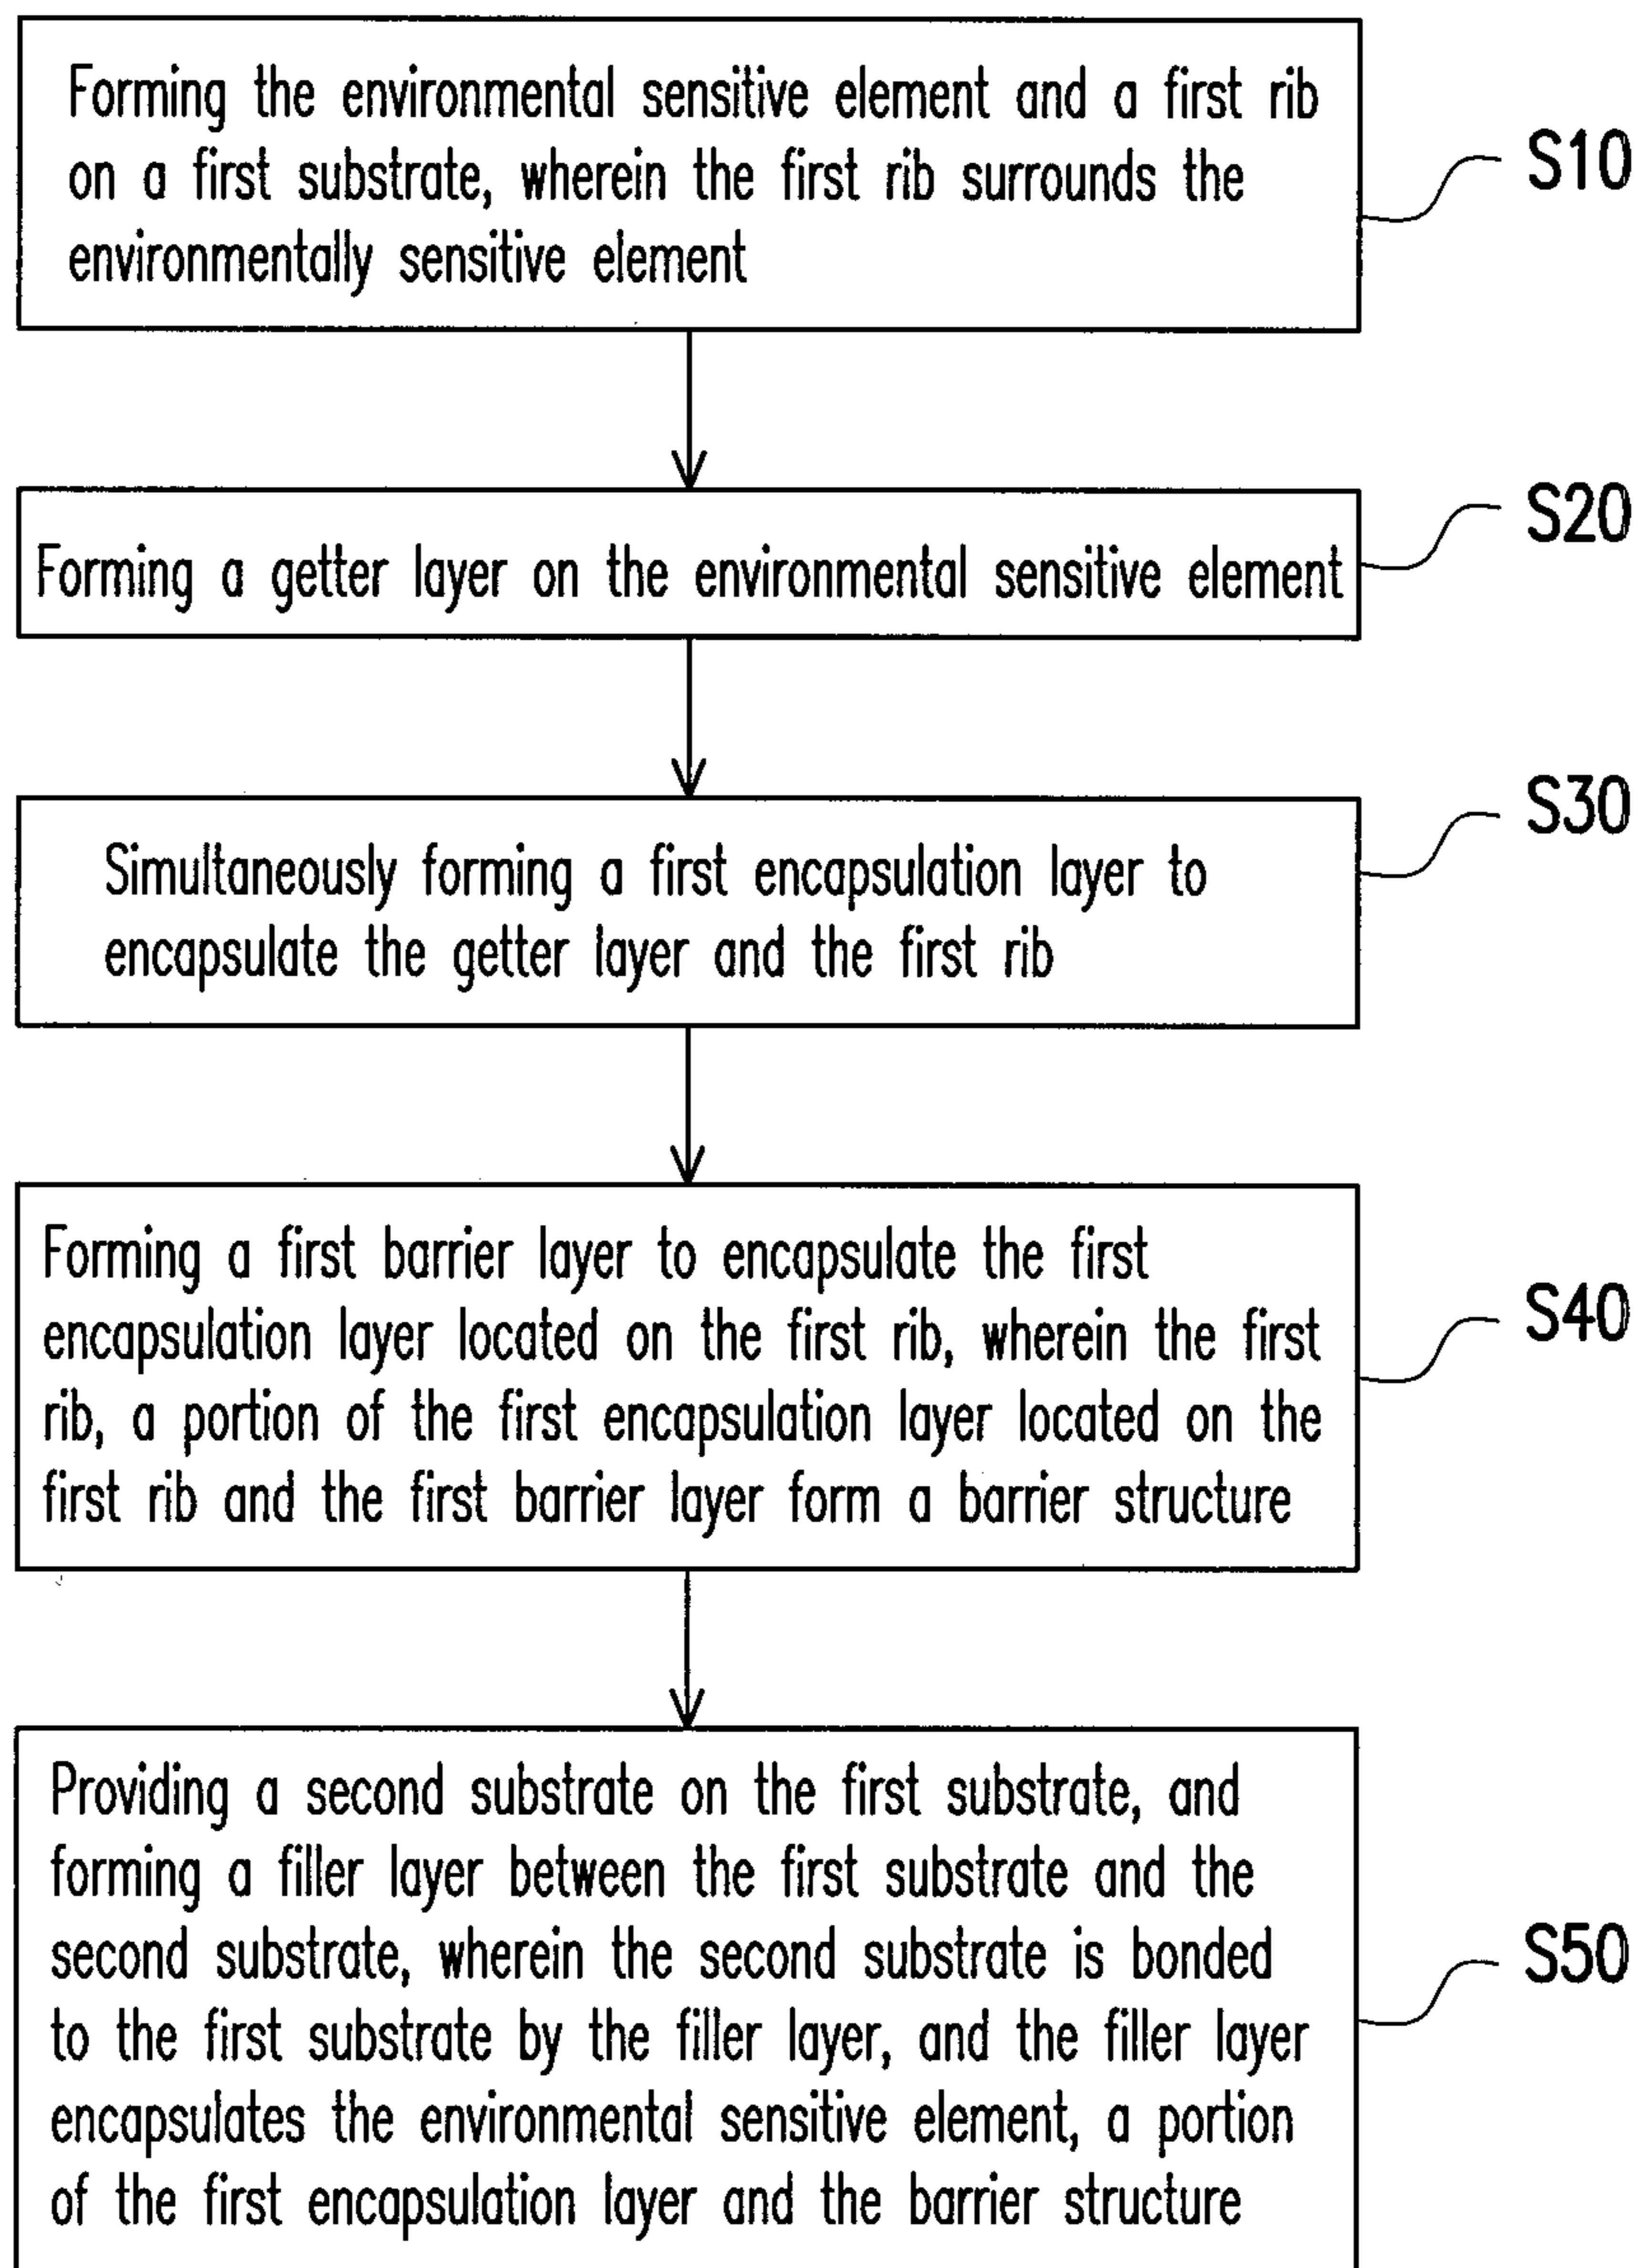 Forming the environmental sensitive element and a first rib
on a first substrate, wherein the first rib surrounds the
environmentally sensitive element
S10
Forming a getter layer on the environmental sensitive element
S20
Simultaneously forming a first encapsulation layer to
encapsulate the getter layer and the first rib
S30
Forming a first barrier layer to encapsulate the first
encapsulation layer located on the first rib, wherein the first
rib, a portion of the first encapsulation layer located on the
first rib and the first barrier layer form a barrier structure
S40
Providing a second substrate on the first substrate, and
forming a filler layer between the first substrate and the
second substrate, wherein the second substrate is bonded
to the first substrate by the filler layer, and the filler layer
encapsulates the environmental sensitive element, a portion
of the first encapsulation layer and the barrier structure
S50